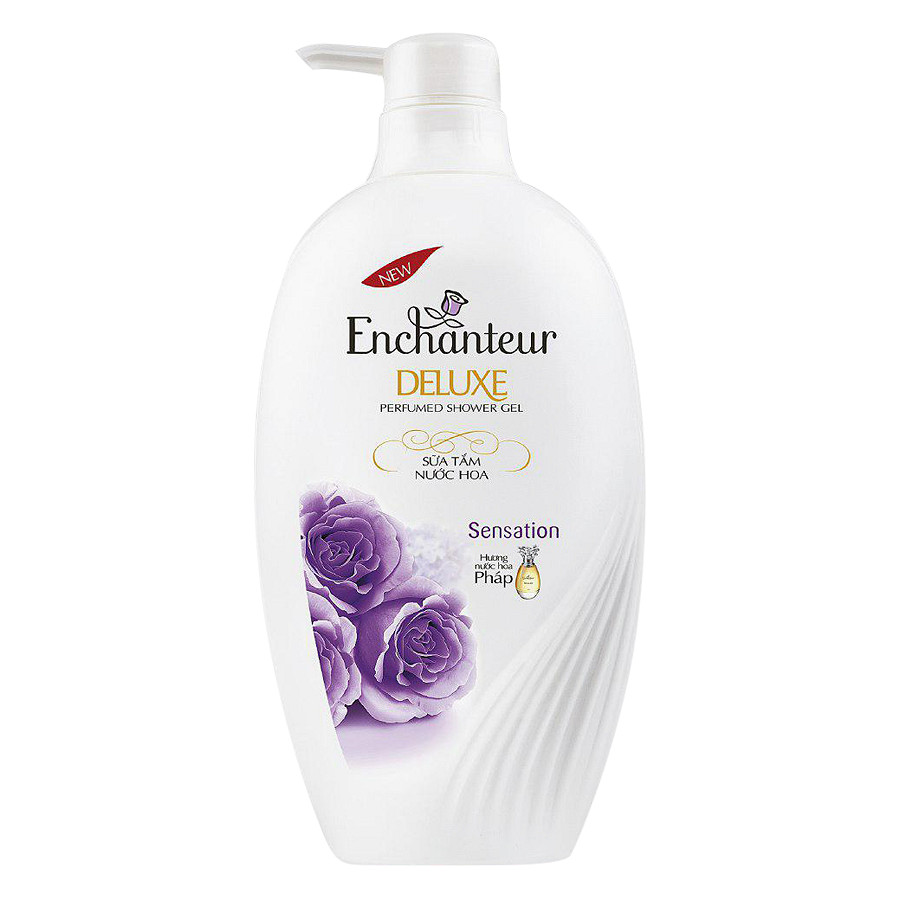 NEW
Enchanteur
DELUXE
PERFUMED SHOWER GEL
SỮA TẮM
NƯỚC HOA
Sensation
Hương
nước hoa
Pháp